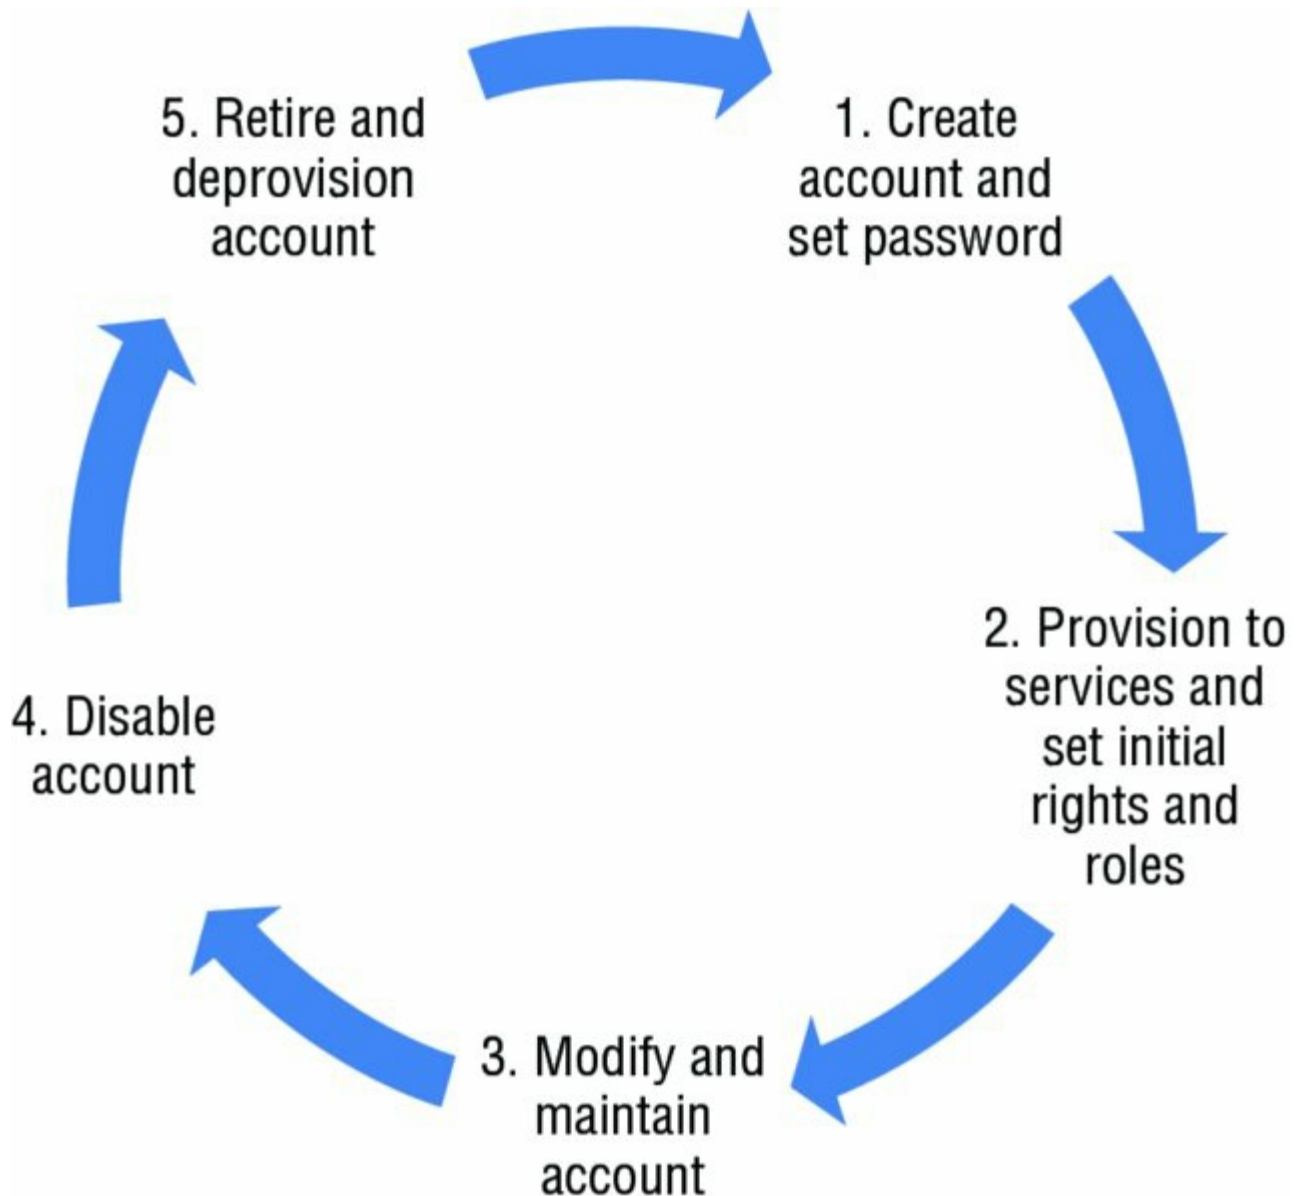 1. Create
account and
set password
2. Provision to
services and
set initial
rights and
roles
3. Modify and
maintain
account
4. Disable
account
5. Retire and
deprovision
account